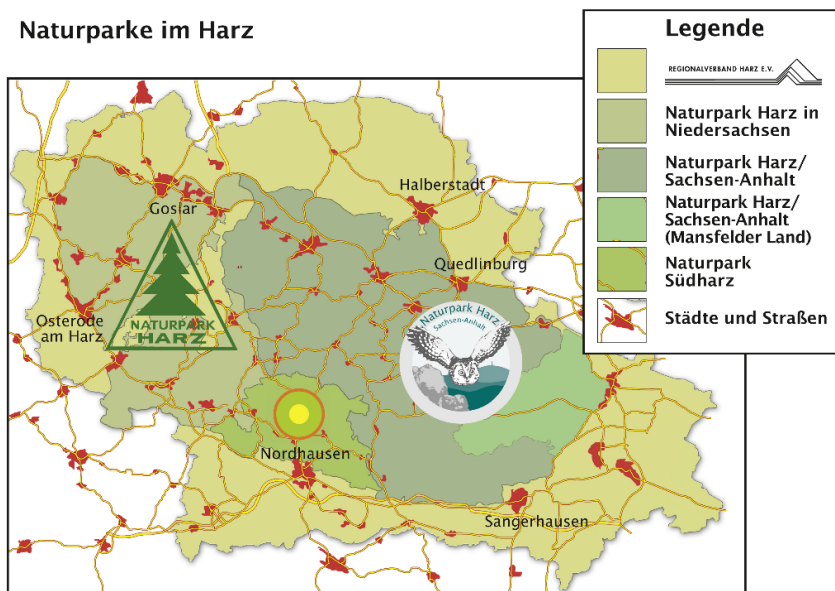 Naturparke im Harz
Legende
REGIONALVERBAND HARZ E.V.
Naturpark Harz in
Niedersachsen
Naturpark Harz/
Sachsen-Anhalt
Naturpark Harz/
Sachsen-Anhalt
(Mansfelder Land)
Naturpark
Südharz
Städte und Straßen
Halberstadt
Goslar
Quedlinburg
Osterode
am Harz
NATURPARK
HARZ
Naturpark Harz
Sachsen-Anhalt
Nordhausen
Sangerhausen